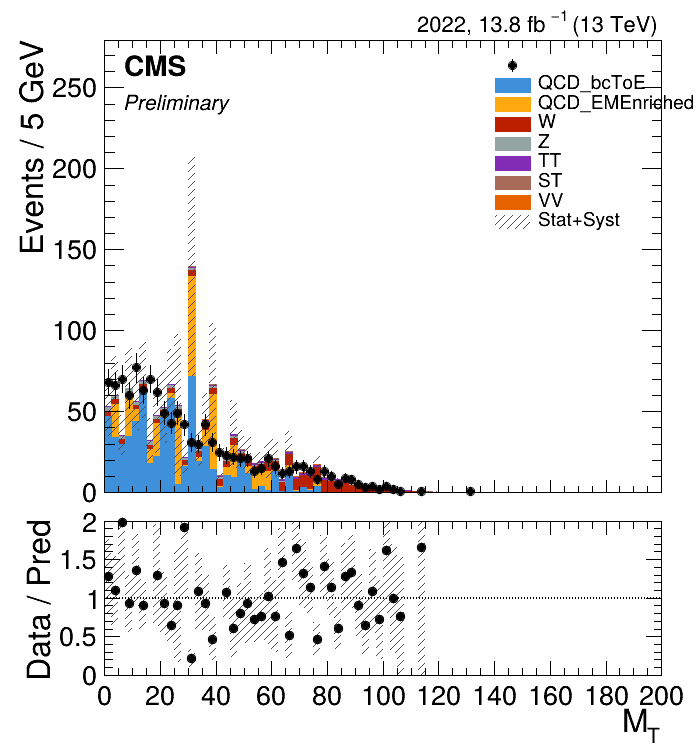 2022, 13.8 fb⁻¹ (13 TeV)
CMS
Preliminary
QCD_bcToE
QCD_EMEnriched
W
Z
TT
ST
VV
Stat+Syst
Events / 5 GeV
250
200
150
100
50
0
Data / Pred
2
1.5
1
0.5
0
0 20 40 60 80 100 120 140 160 180 200
M_T